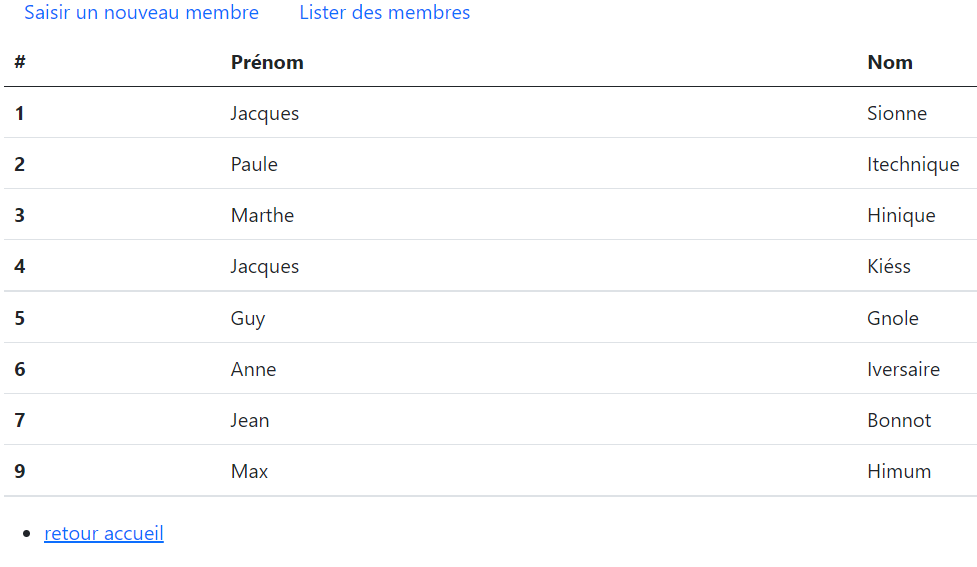 Saisir un nouveau membre Lister des membres
# Prénom Nom
1 Jacques Sionne
2 Paule Itechnique
3 Marthe Hinique
4 Jacques Kiéss
5 Guy Gnole
6 Anne Iversaire
7 Jean Bonnot
9 Max Himum
• retour accueil